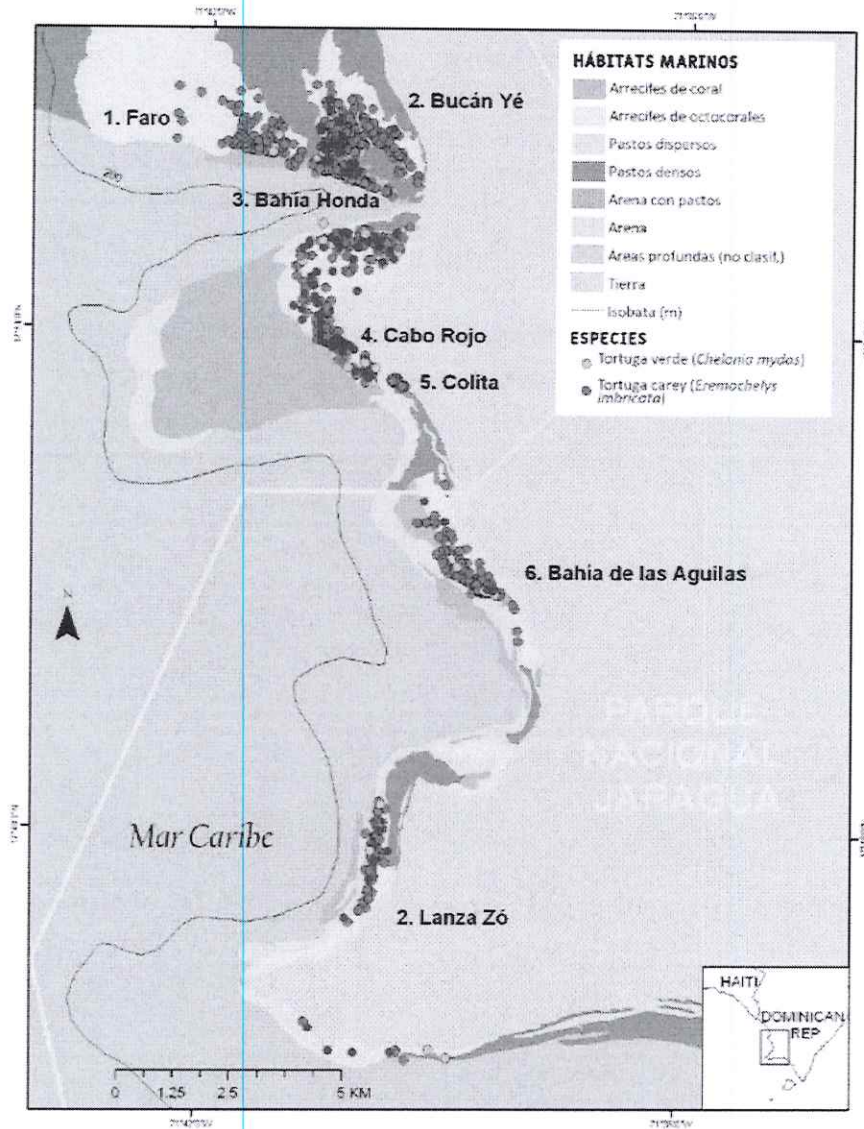 HÁBITATS MARINOS
Arrecifes de coral
Arrecifes de octocorales
Pastos dispersos
Pastos densos
Arena con pastos
Arena
Áreas profundas (no clasif.)
Tierra
Isobata (m)
ESPECIES
Tortuga verde (Chelonia mydas)
Tortuga carey (Eremochelys
imbricata)
1. Faro
2. Bucán Yé
200
3. Bahía Honda
4. Cabo Rojo
5. Colita
6. Bahía de las Aguilas
N
PARQUE
NACIONAL
JARAGUA
Mar Caribe
2. Lanza Zó
HAITI
DOMINICAN
REP
0 1.25 2.5 5 KM